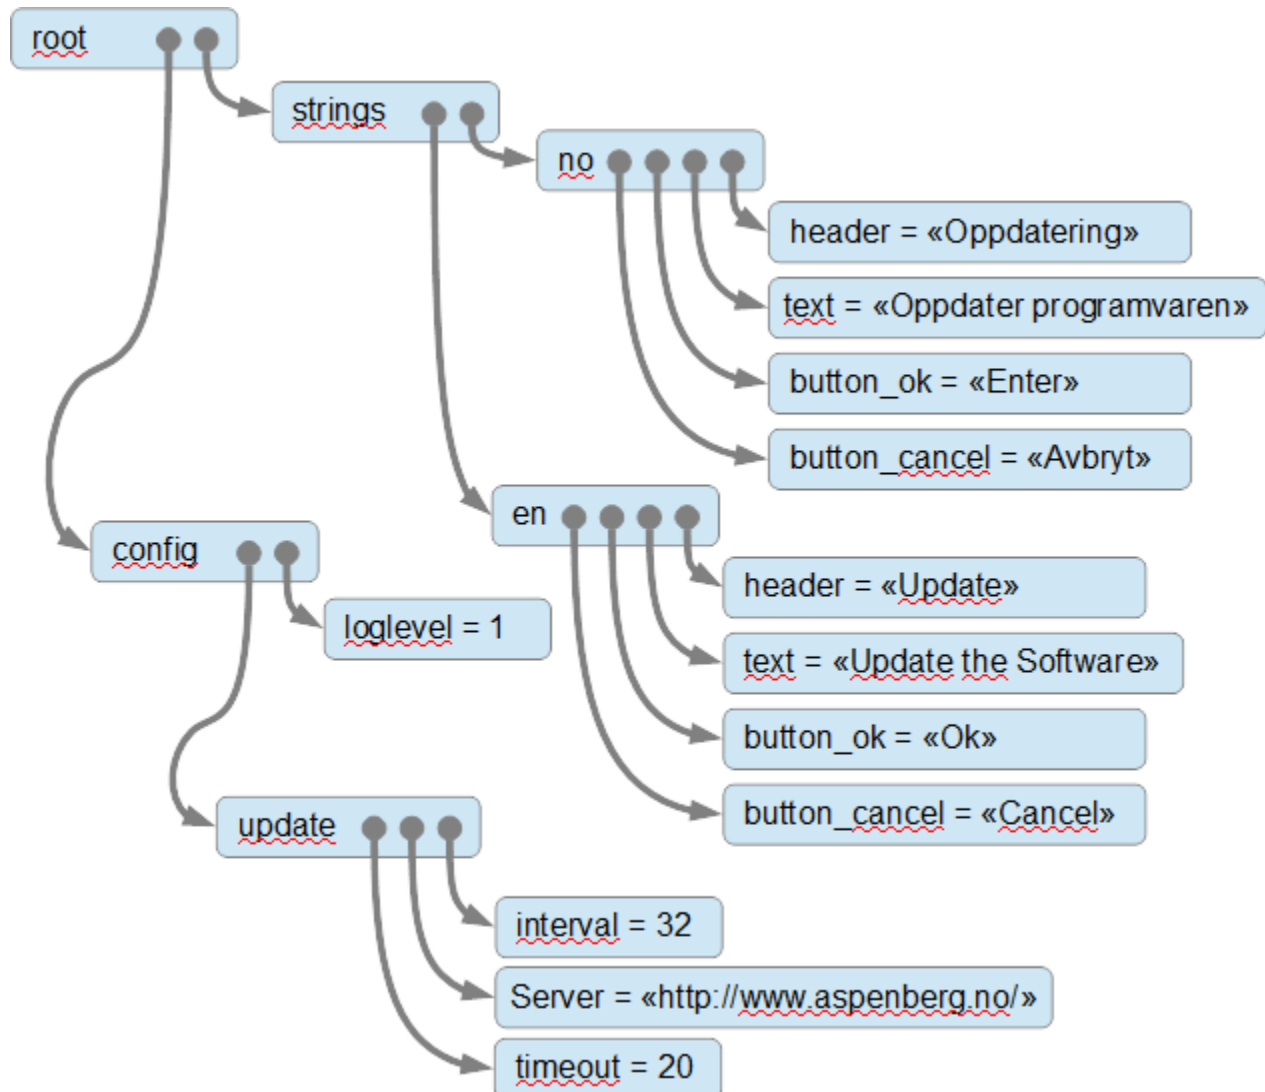 root
strings
no
header = «Oppdatering»
text = «Oppdater programvaren»
button_ok = «Enter»
button_cancel = «Avbryt»
en
header = «Update»
text = «Update the Software»
button_ok = «Ok»
button_cancel = «Cancel»
config
loglevel = 1
update
interval = 32
Server = «http://www.aspenberg.no/»
timeout = 20